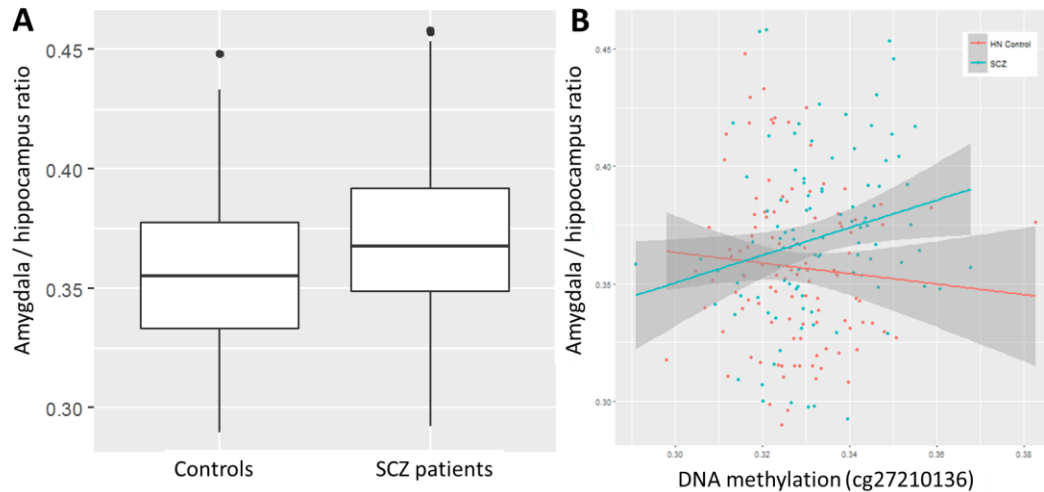 A
Amygdala / hippocampus ratio
0.45
0.40
0.35
0.30
Controls
SCZ patients
B
Amygdala / hippocampus ratio
0.45
0.40
0.35
0.30
HN Control
SCZ
0.30
0.32
0.34
0.36
0.38
DNA methylation (cg27210136)